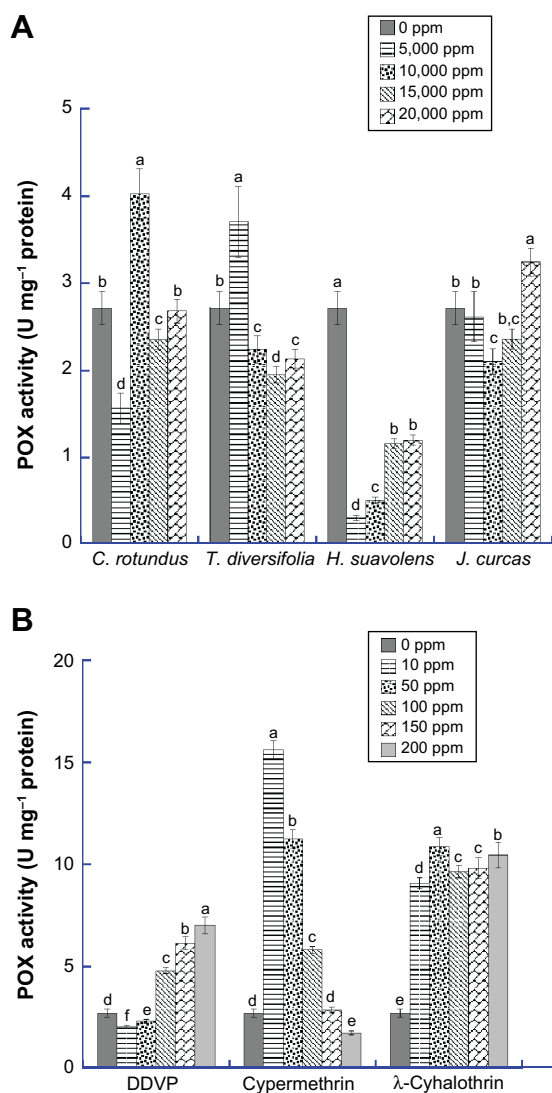 A
0 ppm
5,000 ppm
10,000 ppm
15,000 ppm
20,000 ppm
POX activity (U mg⁻¹ protein)
5
4
3
2
1
0
b
d
a
c
b
b
a
c
d
c
a
d
c
b
b
b
b
c
b,c
a
C. rotundus T. diversifolia H. suavolens J. curcas
B
0 ppm
10 ppm
50 ppm
100 ppm
150 ppm
200 ppm
POX activity (U mg⁻¹ protein)
20
15
10
5
0
d
f
e
c
b
a
d
a
b
c
d
e
e
d
a
c
c
b
DDVP Cypermethrin λ-Cyhalothrin